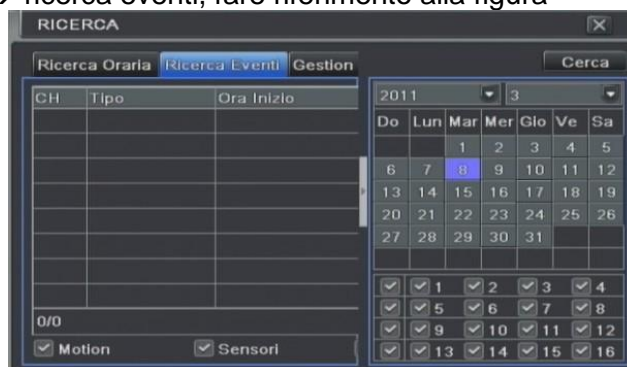 ricerca eventi, fare riferimento alla figura
RICERCA
Ricerca Oraria Ricerca Eventi Gestion Cerca
CH Tipo Ora Inizio
2011 3
Do Lun Mar Mer Gio Ve Sa
1 2 3 4 5
6 7 8 9 10 11 12
13 14 15 16 17 18 19
20 21 22 23 24 25 26
27 28 29 30 31
1 2 3 4
5 6 7 8
9 10 11 12
13 14 15 16
0/0
Motion Sensori